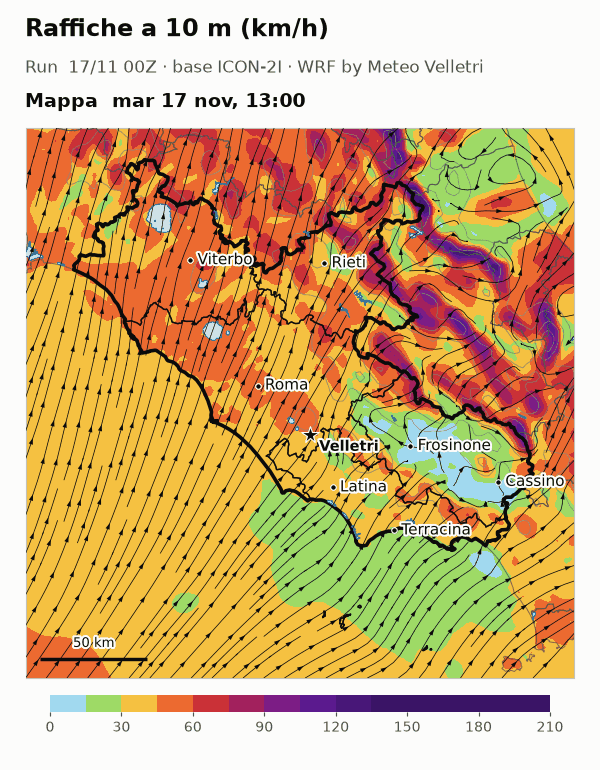 Raffiche a 10 m (km/h)
Run 17/11 00Z · base ICON-2I · WRF by Meteo Velletri
Mappa mar 17 nov, 13:00
Viterbo
Rieti
Roma
Velletri
Frosinone
Cassino
Latina
Terracina
50 km
0 30 60 90 120 150 180 210